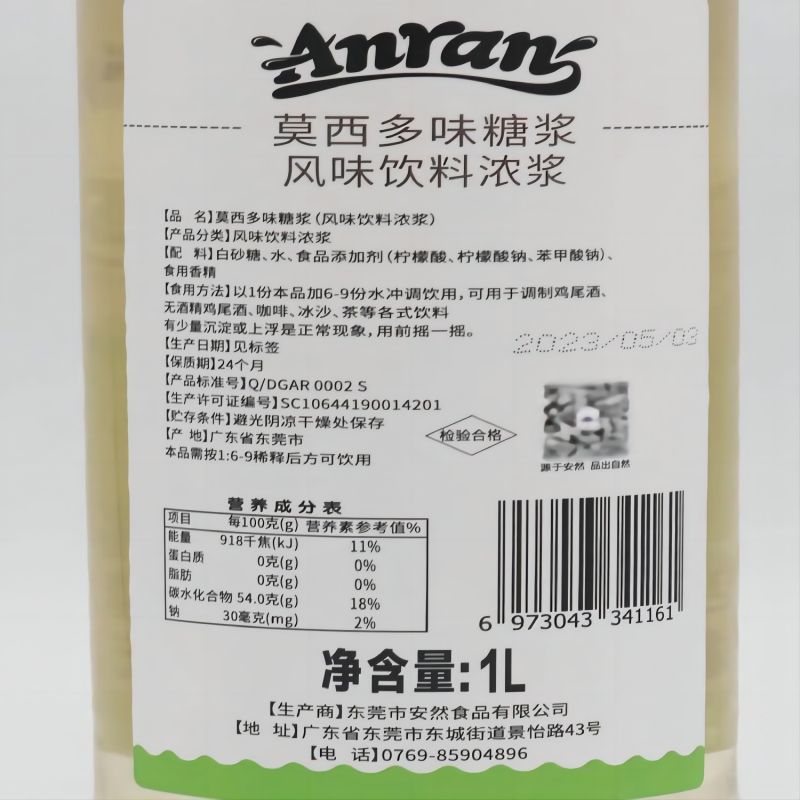 Anran
莫西多味糖浆
风味饮料浓浆
【品 名】莫西多味糖浆(风味饮料浓浆)
【产品分类】风味饮料浓浆
【配 料】白砂糖、水、食品添加剂(柠檬酸、柠檬酸钠、苯甲酸钠)、
食用香精
【食用方法】以1份本品加6-9份水冲调饮用,可用于调制鸡尾酒、
无酒精鸡尾酒、咖啡、冰沙、茶等各式饮料
有少量沉淀或上浮是正常现象,用前摇一摇。
【生产日期】见标签
2023/05/03
【保质期】24个月
【产品标准号】Q/DGAR 0002 S
【生产许可证编号】SC10644190014201
【贮存条件】避光阴凉干燥处保存
【产 地】广东省东莞市
本品需按1:6-9稀释后方可饮用
检验合格
源于安然 品出自然
营养成分表
项目 每100克(g) 营养素参考值%
能量 918千焦(kJ) 11%
蛋白质 0克(g) 0%
脂肪 0克(g) 0%
碳水化合物 54.0克(g) 18%
钠 30毫克(mg) 2%
6 973043 341161
净含量:1L
【生产商】东莞市安然食品有限公司
【地 址】广东省东莞市东城街道景怡路43号
【电 话】0769-85904896